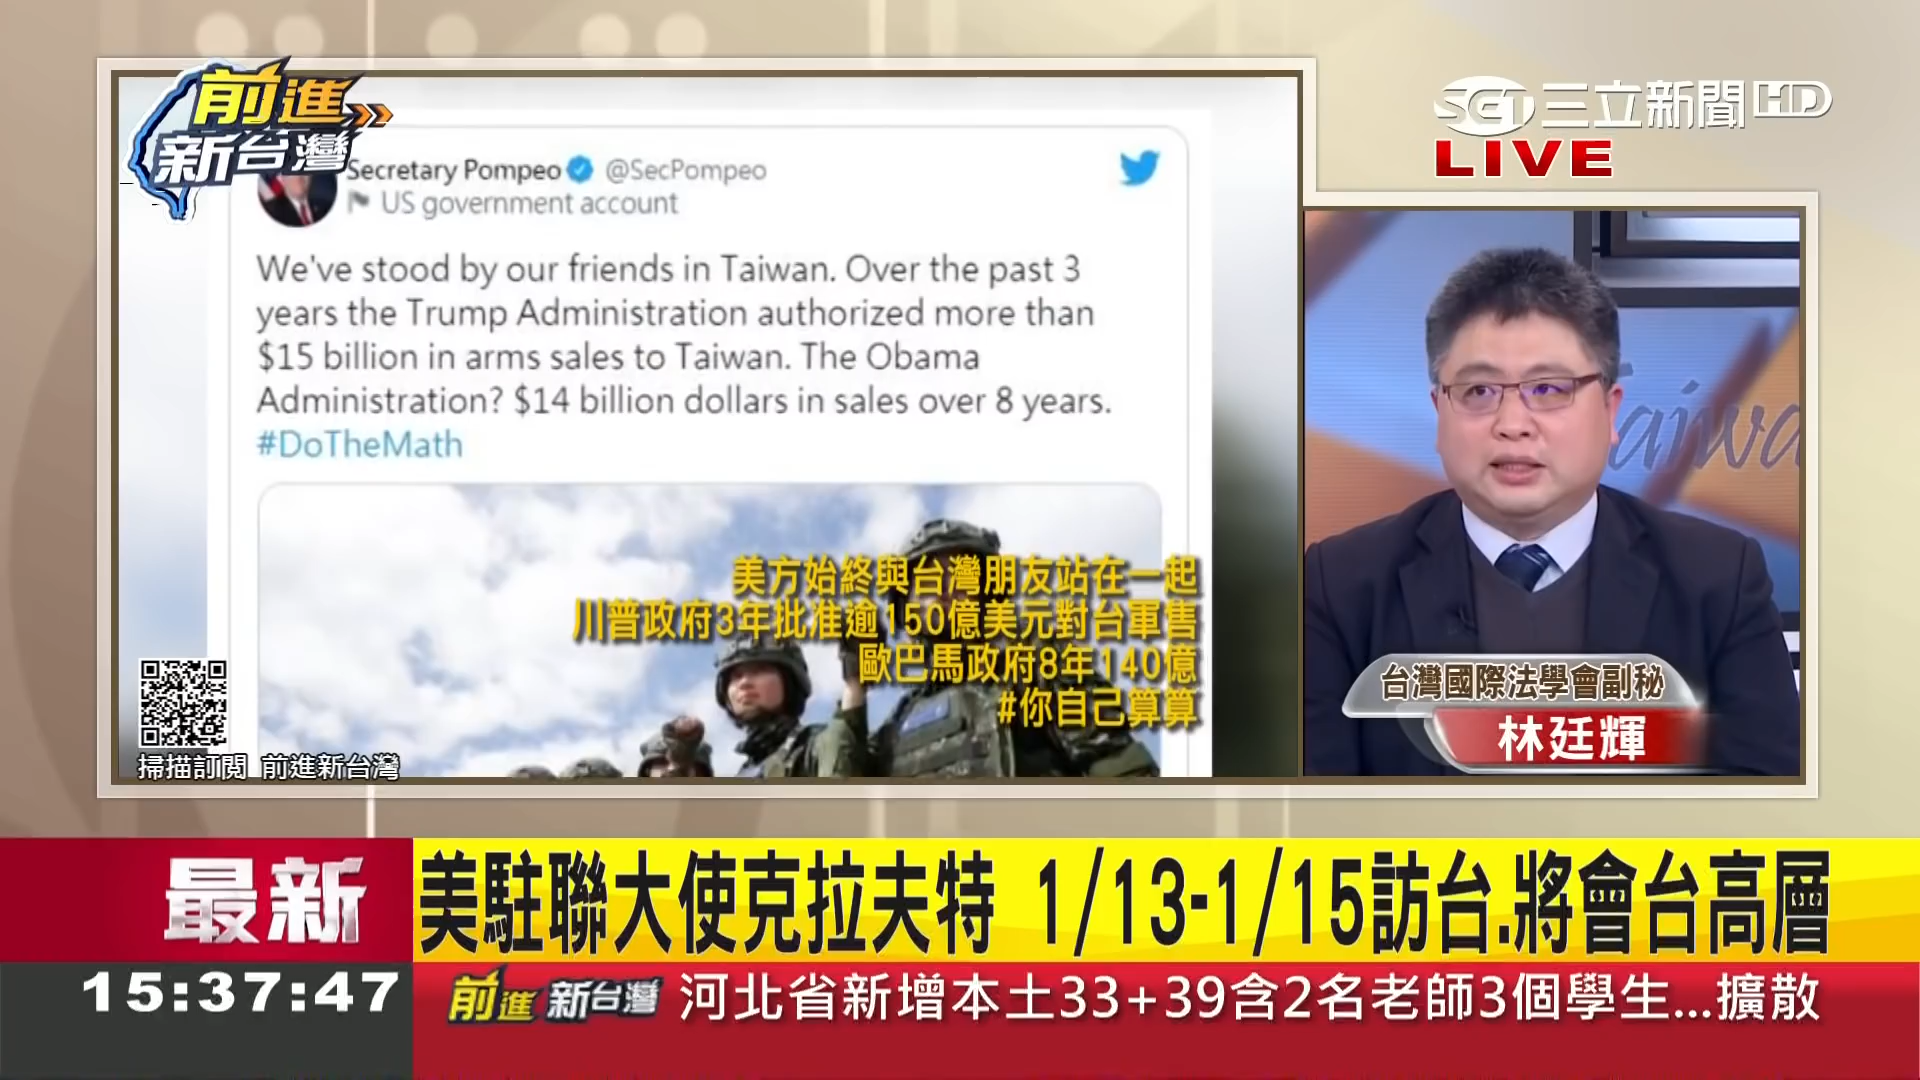 前進
新台灣
SET三立新聞HD
LIVE
Secretary Pompeo @SecPompeo
US government account
We've stood by our friends in Taiwan. Over the past 3
years the Trump Administration authorized more than
$15 billion in arms sales to Taiwan. The Obama
Administration? $14 billion dollars in sales over 8 years.
#DoTheMath
美方始終與台灣朋友站在一起
川普政府3年批准逾150億美元對台軍售
歐巴馬政府8年140億
#你自己算算
掃描訂閱 前進新台灣
Taiwa
台灣國際法學會副秘
林廷輝
最新
美駐聯大使克拉夫特 1/13-1/15訪台.將會台高層
15:37:47
前進新台灣 河北省新增本土33+39含2名老師3個學生...擴散